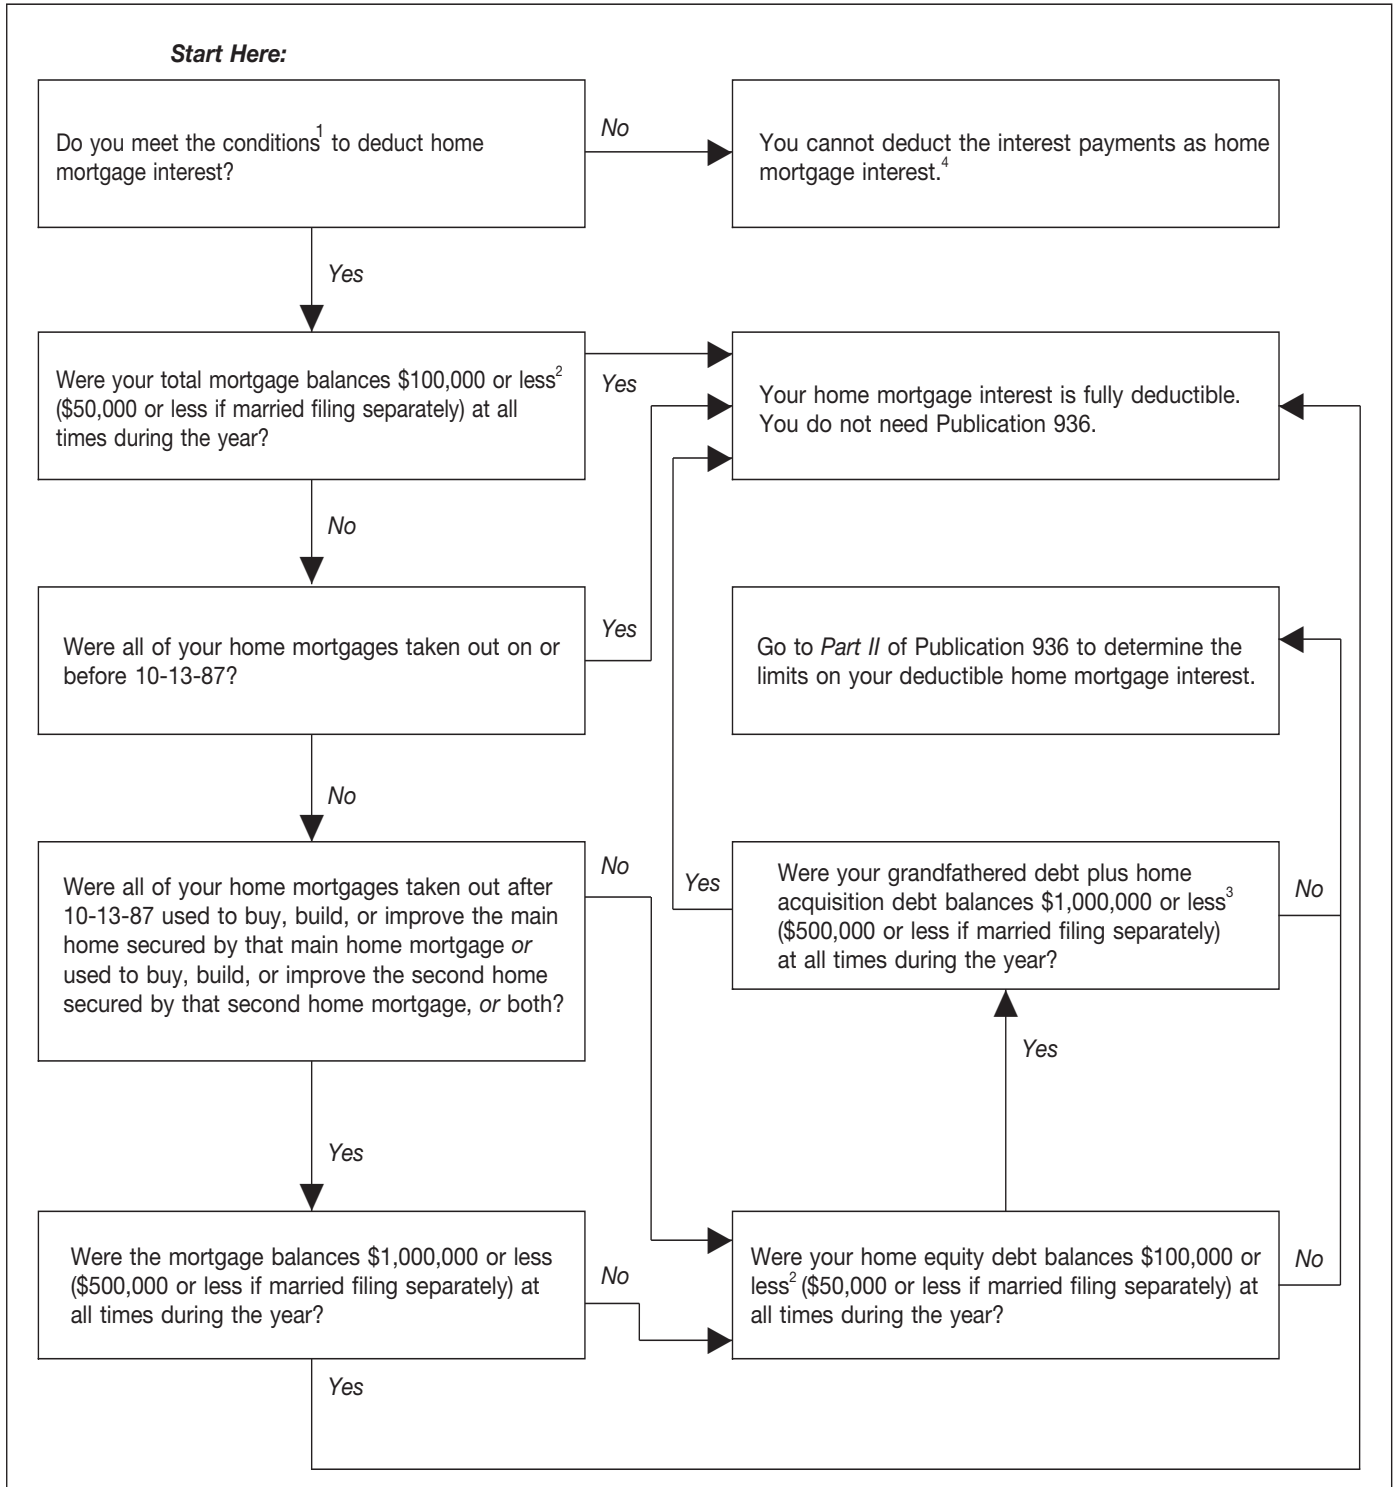 Start Here:
Do you meet the conditions¹ to deduct home
mortgage interest?
No
You cannot deduct the interest payments as home
mortgage interest.⁴
Yes
Were your total mortgage balances $100,000 or less²
($50,000 or less if married filing separately) at all
times during the year?
Yes
Your home mortgage interest is fully deductible.
You do not need Publication 936.
No
Were all of your home mortgages taken out on or
before 10-13-87?
Yes
Go to Part II of Publication 936 to determine the
limits on your deductible home mortgage interest.
No
Were all of your home mortgages taken out after
10-13-87 used to buy, build, or improve the main
home secured by that main home mortgage or
used to buy, build, or improve the second home
secured by that second home mortgage, or both?
No
Yes
Were your grandfathered debt plus home
acquisition debt balances $1,000,000 or less³
($500,000 or less if married filing separately)
at all times during the year?
No
Yes
Yes
Were the mortgage balances $1,000,000 or less
($500,000 or less if married filing separately) at
all times during the year?
No
Were your home equity debt balances $100,000 or
less² ($50,000 or less if married filing separately) at
all times during the year?
No
Yes